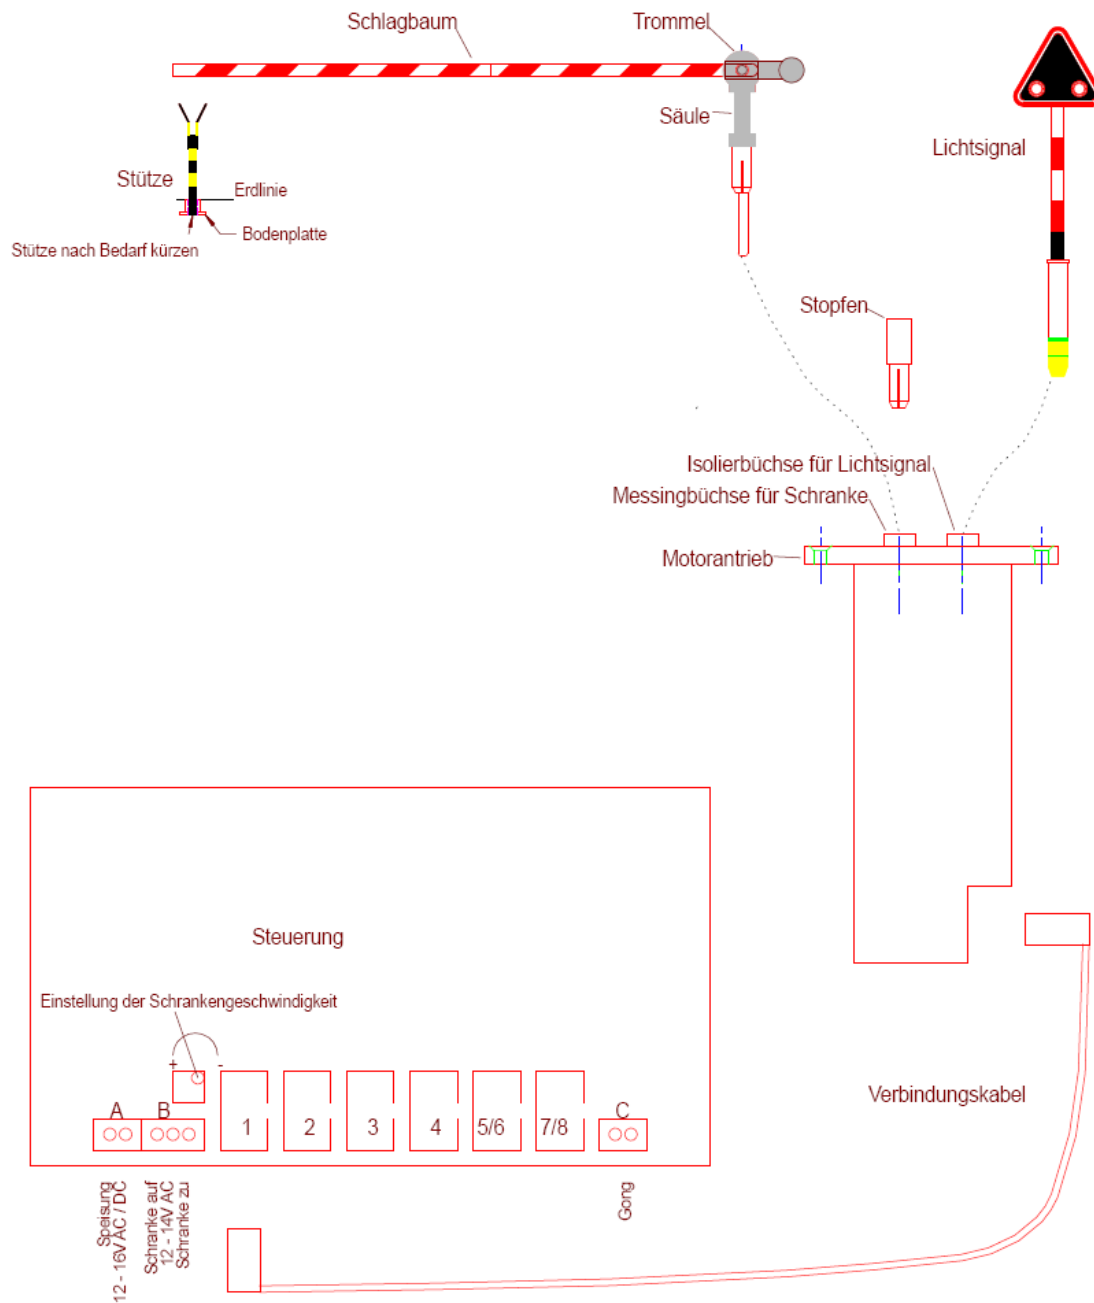 Schlagbaum
Trommel
Säule
Lichtsignal
Stütze
Erdlinie
Bodenplatte
Stütze nach Bedarf kürzen
Stopfen
Isolierbüchse für Lichtsignal
Messingbüchse für Schranke
Motorantrieb
Steuerung
Einstellung der Schrankengeschwindigkeit
+ -
A B
1 2 3 4 5/6 7/8
C
Verbindungskabel
Speisung
12 - 16V AC / DC
Schranke auf
12 - 14V AC
Schranke zu
Gong